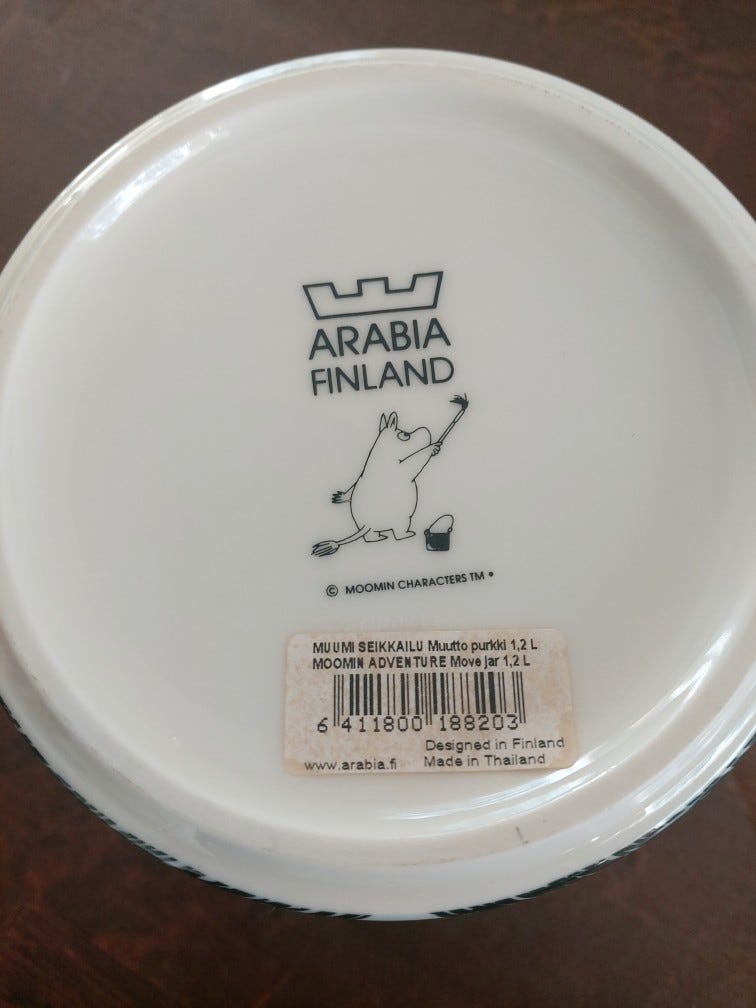 ARABIA
FINLAND
© MOOMIN CHARACTERS TM
MUUMI SEIKKAILU Muutto purkki 1,2 L
MOOMIN ADVENTURE Move jar 1,2 L
6 411800 188203
Designed in Finland
www.arabia.fi Made in Thailand